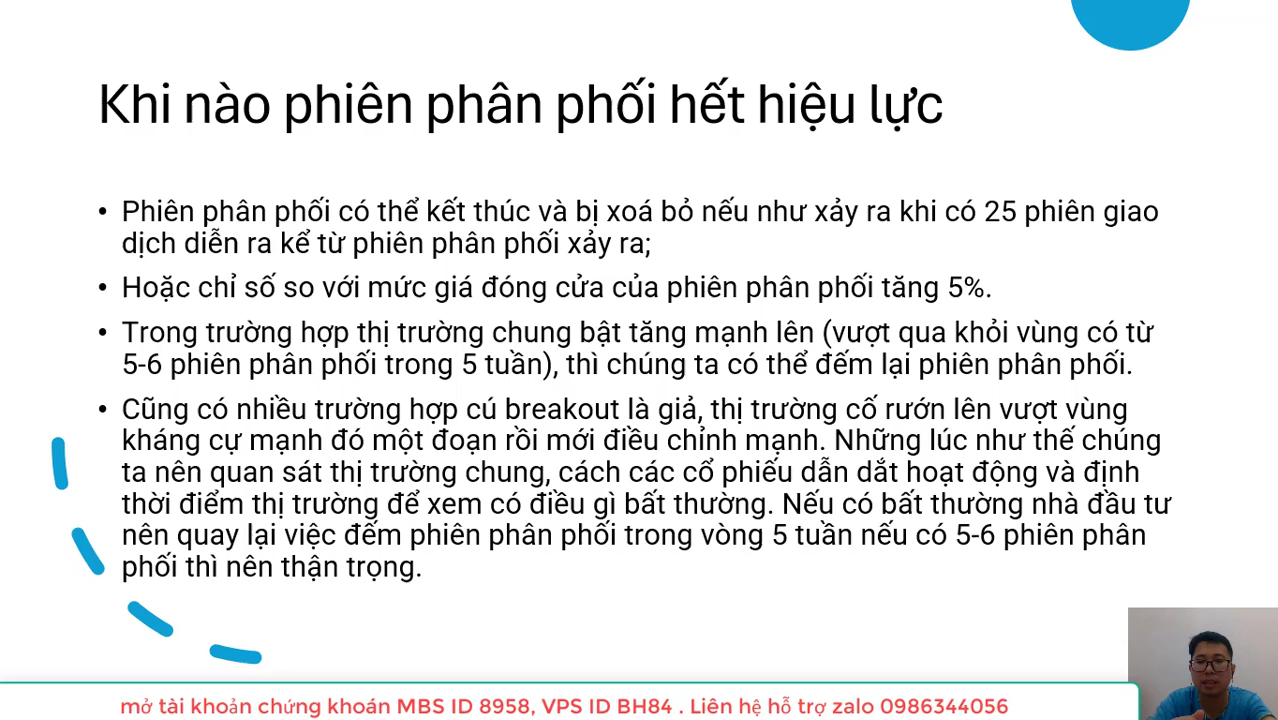 Khi nào phiên phân phối hết hiệu lực
• Phiên phân phối có thể kết thúc và bị xoá bỏ nếu như xảy ra khi có 25 phiên giao
dịch diễn ra kể từ phiên phân phối xảy ra;
• Hoặc chỉ số so với mức giá đóng cửa của phiên phân phối tăng 5%.
• Trong trường hợp thị trường chung bật tăng mạnh lên (vượt qua khỏi vùng có từ
5-6 phiên phân phối trong 5 tuần), thì chúng ta có thể đếm lại phiên phân phối.
• Cũng có nhiều trường hợp cú breakout là giả, thị trường cố rướn lên vượt vùng
kháng cự mạnh đó một đoạn rồi mới điều chỉnh mạnh. Những lúc như thế chúng
ta nên quan sát thị trường chung, cách các cổ phiếu dẫn dắt hoạt động và định
thời điểm thị trường để xem có điều gì bất thường. Nếu có bất thường nhà đầu tư
nên quay lại việc đếm phiên phân phối trong vòng 5 tuần nếu có 5-6 phiên phân
phối thì nên thận trọng.
mở tài khoản chứng khoán MBS ID 8958, VPS ID BH84 . Liên hệ hỗ trợ zalo 0986344056